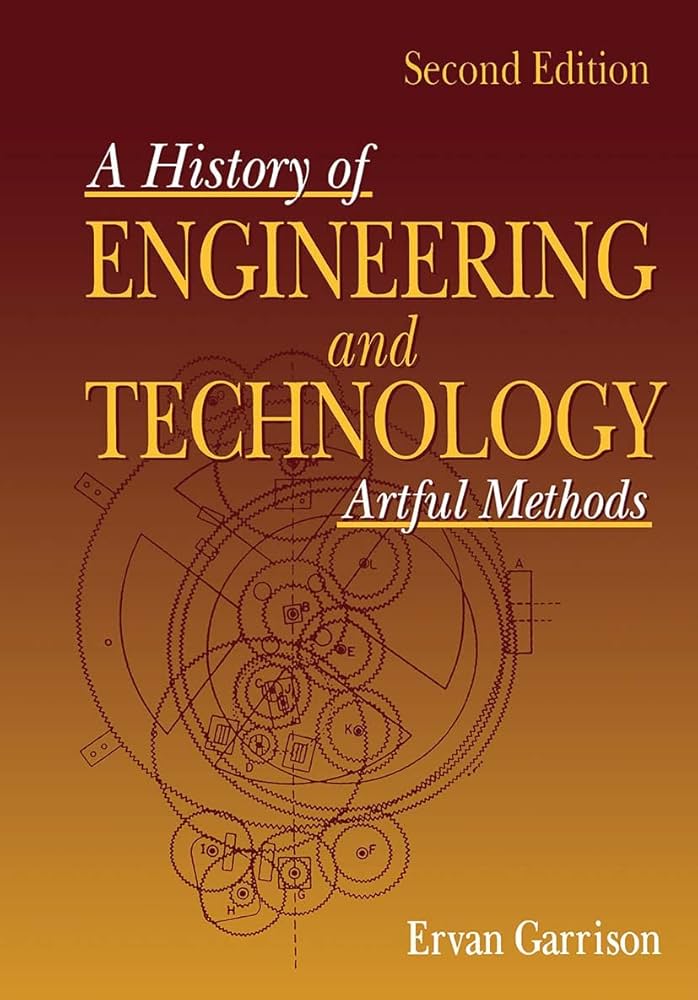 Second Edition
A History of
ENGINEERING
and
TECHNOLOGY
Artful Methods
A
L
B
E
K
D
I
F
G
H
Ervan Garrison